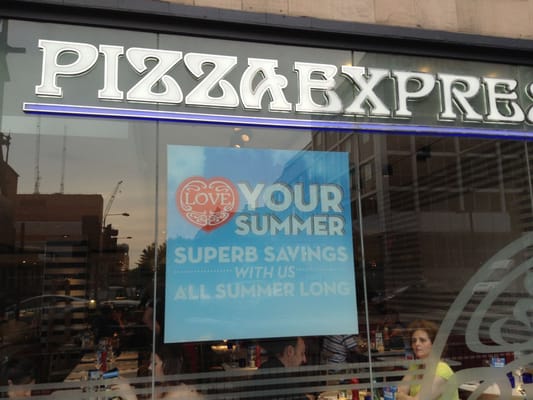 PIZZAEXPRES
LOVE YOUR
SUMMER
SUPERB SAVINGS
WITH US
ALL SUMMER LONG